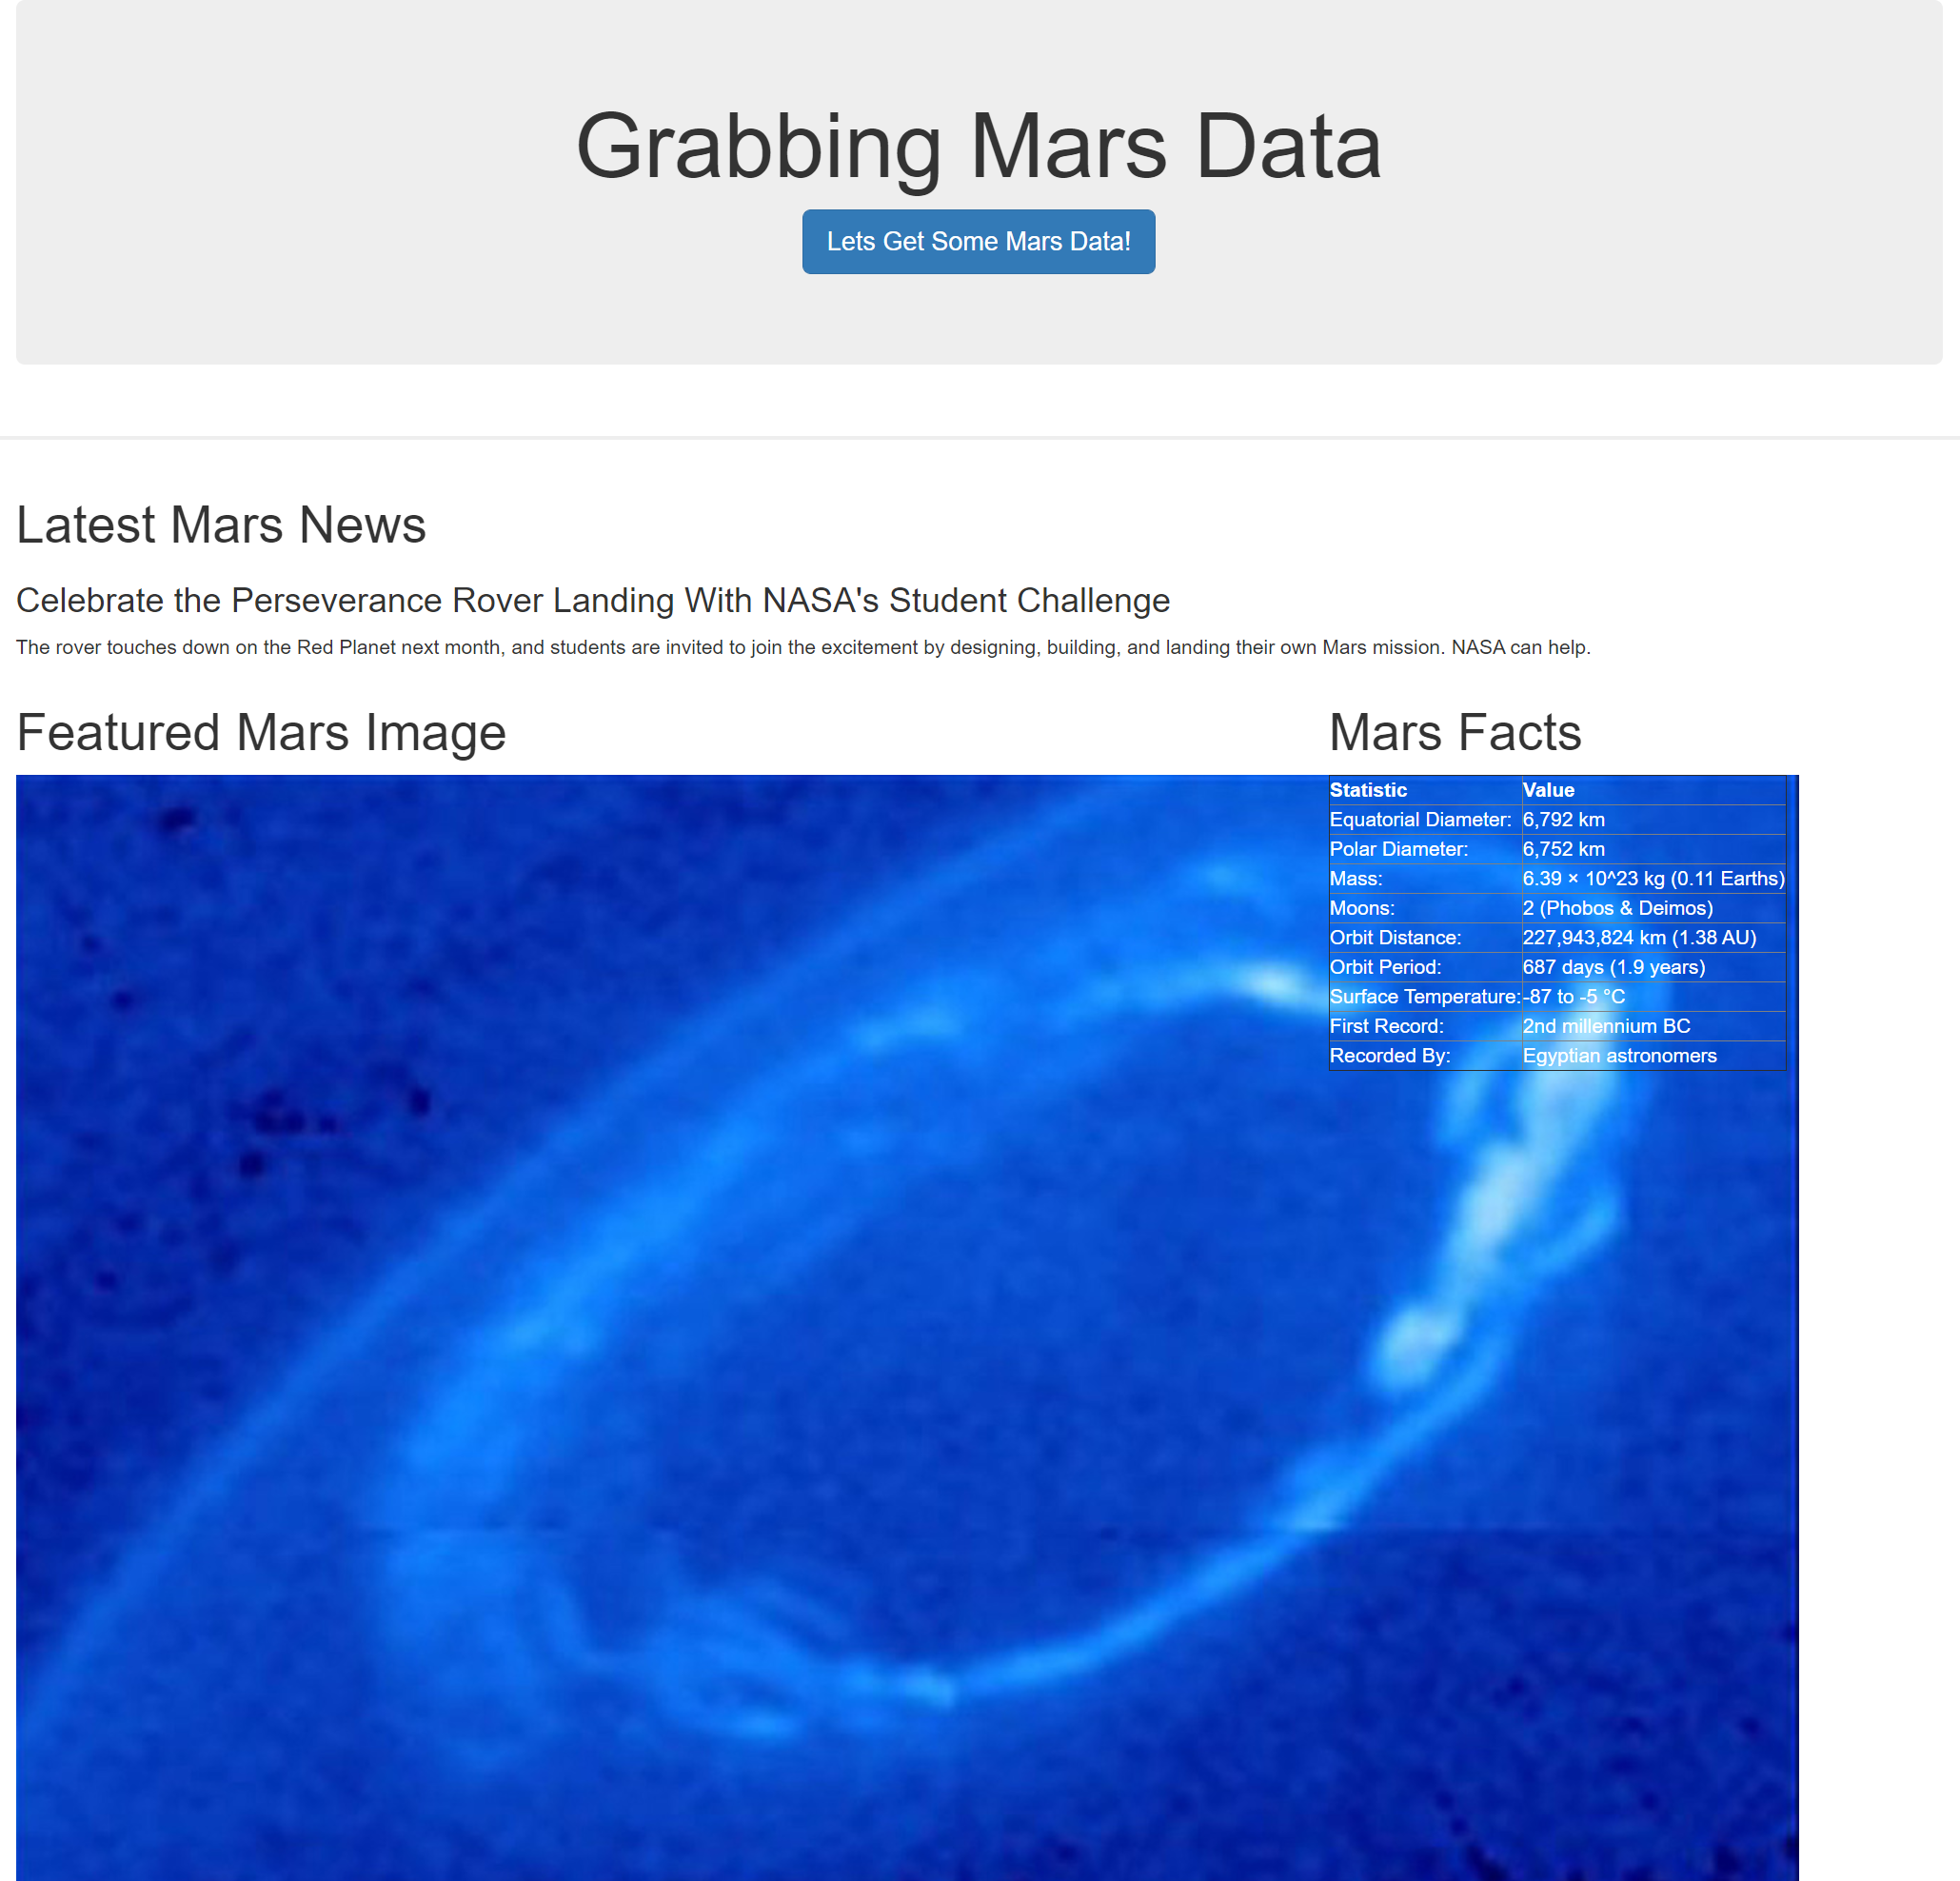 Grabbing Mars Data
Lets Get Some Mars Data!
Latest Mars News
Celebrate the Perseverance Rover Landing With NASA's Student Challenge
The rover touches down on the Red Planet next month, and students are invited to join the excitement by designing, building, and landing their own Mars mission. NASA can help.
Featured Mars Image
Mars Facts
Statistic Value
Equatorial Diameter: 6,792 km
Polar Diameter: 6,752 km
Mass: 6.39 × 10^23 kg (0.11 Earths)
Moons: 2 (Phobos & Deimos)
Orbit Distance: 227,943,824 km (1.38 AU)
Orbit Period: 687 days (1.9 years)
Surface Temperature: -87 to -5 °C
First Record: 2nd millennium BC
Recorded By: Egyptian astronomers